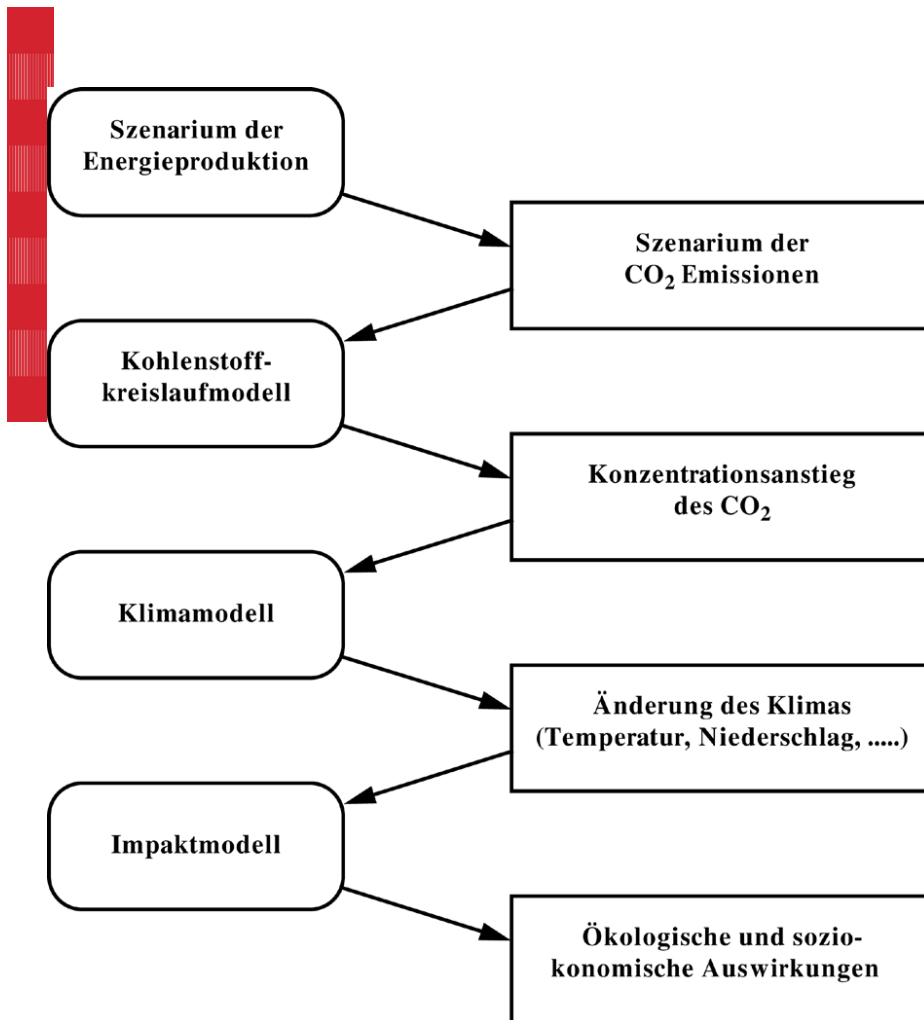 Szenarium der
Energieproduktion
Szenarium der
CO₂ Emissionen
Kohlenstoff-
kreislaufmodell
Konzentrationsanstieg
des CO₂
Klimamodell
Änderung des Klimas
(Temperatur, Niederschlag, .....)
Impaktmodell
Ökologische und sozio-
konomische Auswirkungen